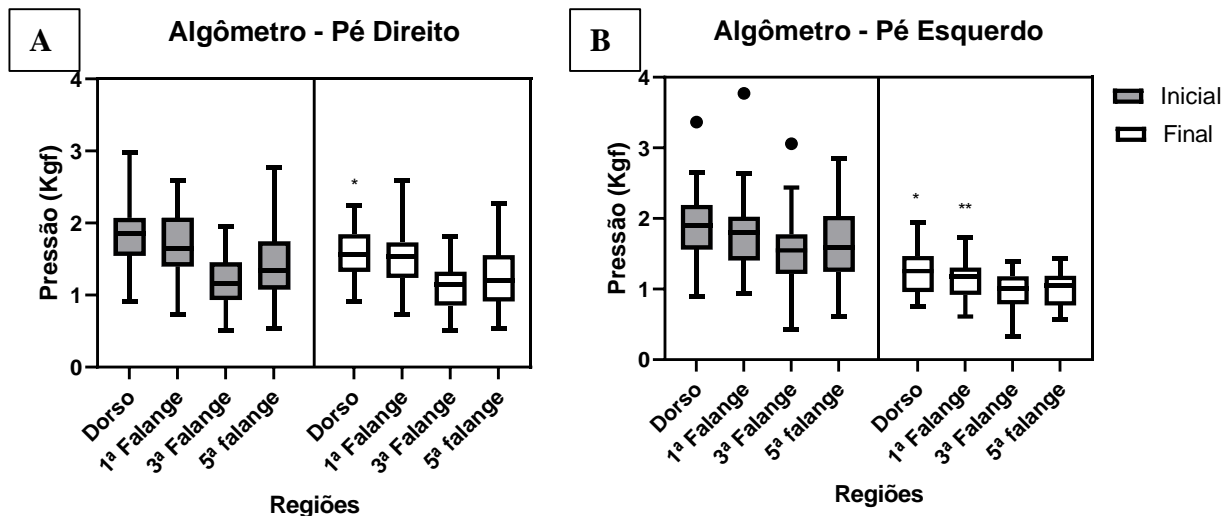 A
Algômetro - Pé Direito
Pressão (Kgf)
4
3
2
1
0
*
Dorso
1ª Falange
3ª Falange
5ª falange
Dorso
1ª Falange
3ª Falange
5ª falange
Regiões
B
Algômetro - Pé Esquerdo
Pressão (Kgf)
4
3
2
1
0
*
**
Dorso
1ª Falange
3ª Falange
5ª falange
Dorso
1ª Falange
3ª Falange
5ª falange
Regiões
Inicial
Final